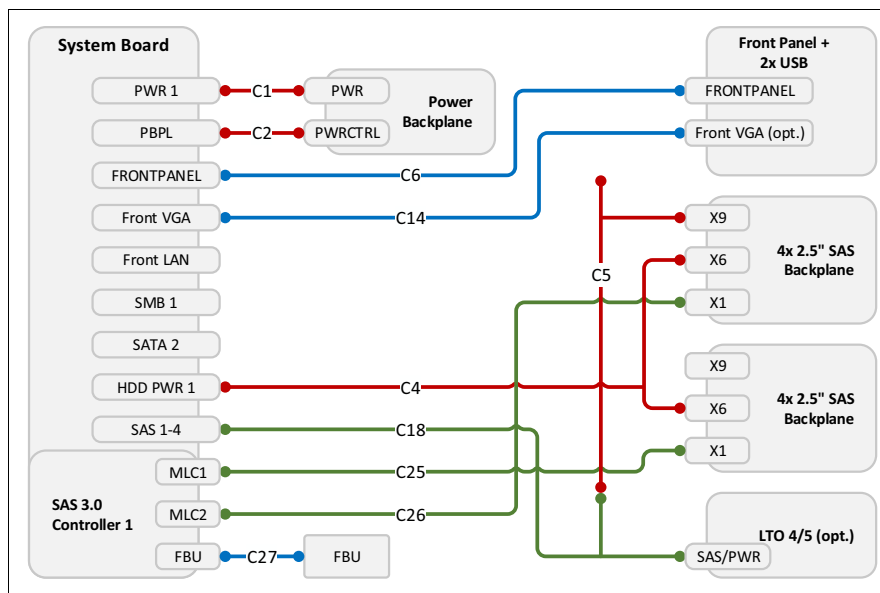 System Board
PWR 1
PBPL
FRONTPANEL
Front VGA
Front LAN
SMB 1
SATA 2
HDD PWR 1
SAS 1-4
SAS 3.0
Controller 1
MLC1
MLC2
FBU
C1
C2
PWR
PWRCTRL
Power
Backplane
C6
C14
C5
C4
C18
C25
C26
C27
FBU
Front Panel +
2x USB
FRONTPANEL
Front VGA (opt.)
X9
X6
X1
4x 2.5" SAS
Backplane
X9
X6
X1
4x 2.5" SAS
Backplane
LTO 4/5 (opt.)
SAS/PWR